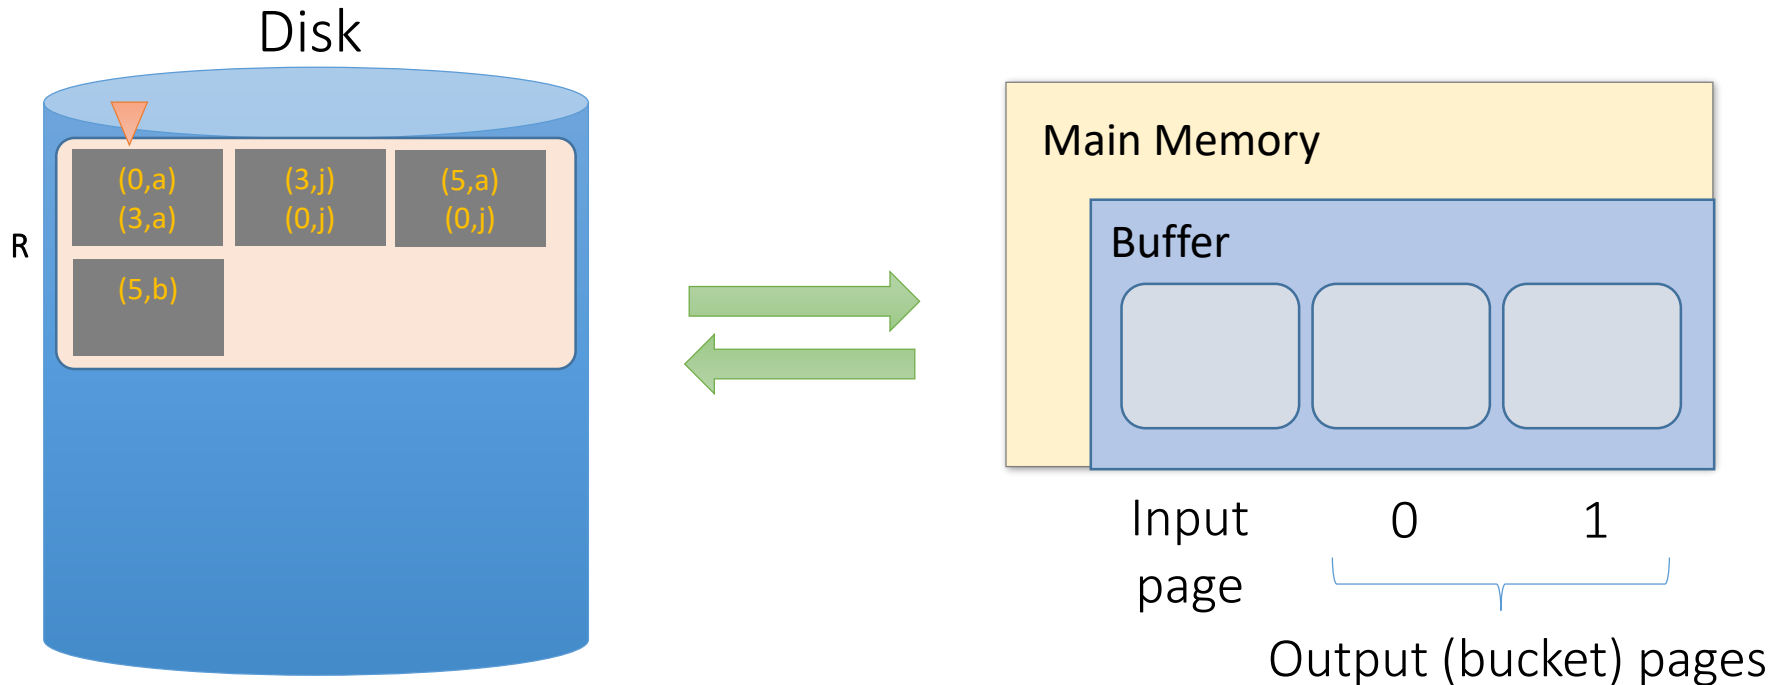 Disk
R
(0,a)
(3,a)
(3,j)
(0,j)
(5,a)
(0,j)
(5,b)
Main Memory
Buffer
Input
page
0
1
Output (bucket) pages